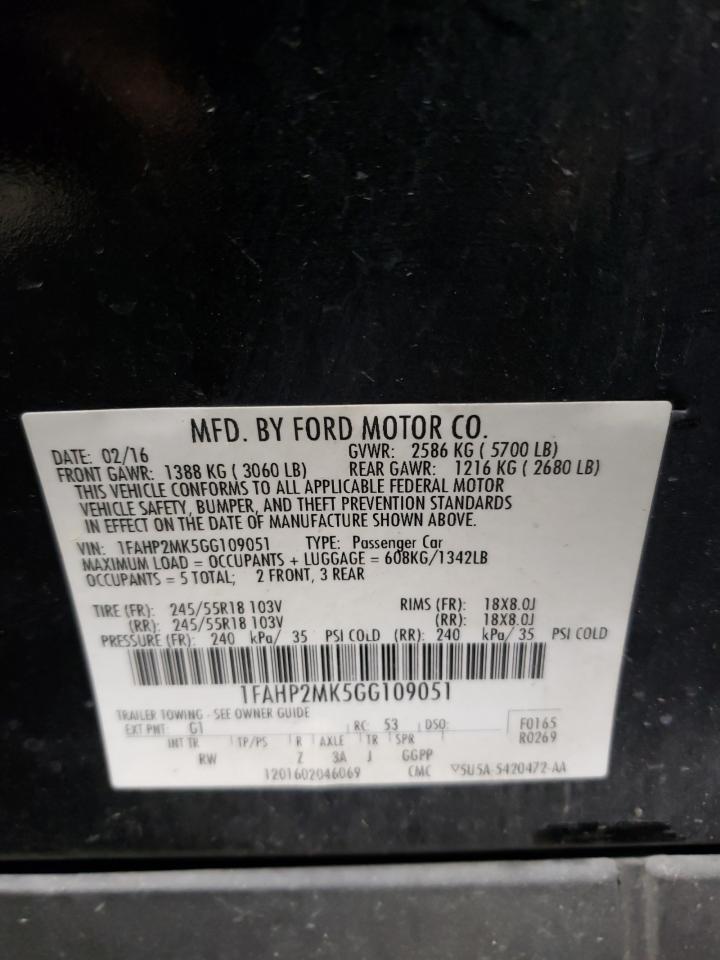 MFD. BY FORD MOTOR CO.
DATE: 02/16 GVWR: 2586 KG ( 5700 LB)
FRONT GAWR: 1388 KG ( 3060 LB) REAR GAWR: 1216 KG ( 2680 LB)
THIS VEHICLE CONFORMS TO ALL APPLICABLE FEDERAL MOTOR
VEHICLE SAFETY, BUMPER, AND THEFT PREVENTION STANDARDS
IN EFFECT ON THE DATE OF MANUFACTURE SHOWN ABOVE.
VIN: 1FAHP2MK5GG109051 TYPE: Passenger Car
MAXIMUM LOAD = OCCUPANTS + LUGGAGE = 608KG/1342LB
OCCUPANTS = 5 TOTAL; 2 FRONT, 3 REAR
TIRE (FR): 245/55R18 103V RIMS (FR): 18X8.0J
(RR): 245/55R18 103V (RR): 18X8.0J
PRESSURE (FR): 240 kPa/ 35 PSI COLD (RR): 240 kPa/ 35 PSI COLD
1FAHP2MK5GG109051
TRAILER TOWING - SEE OWNER GUIDE
EXT PNT: G1 RC: 53 DSO: F0165
INT TR TP/PS R AXLE TR SPR R0269
RW Z 3A J GGPP
1201602046069 CMC 5U5A-5420472-AA